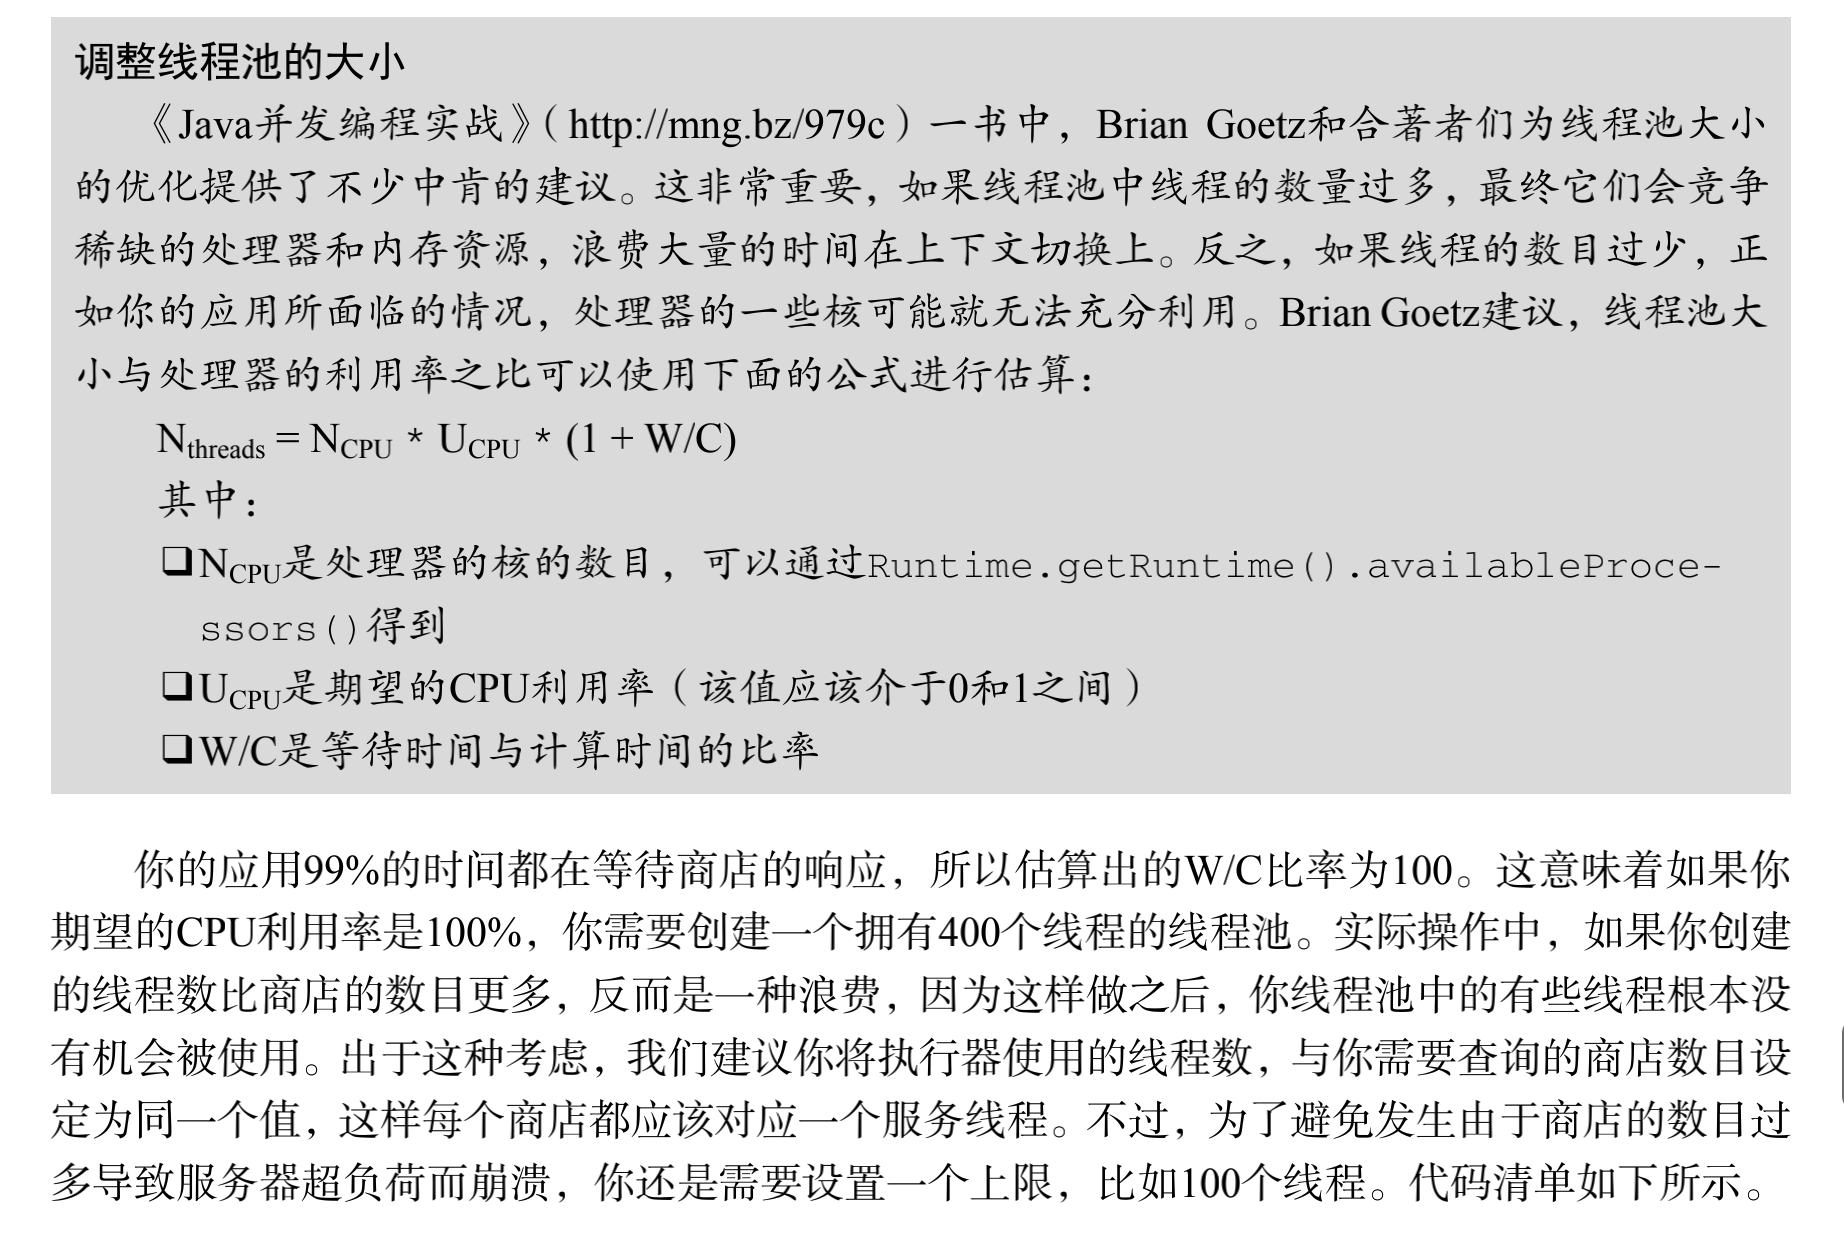 调整线程池的大小
《Java并发编程实战》（http://mng.bz/979c）一书中，Brian Goetz和合著者们为线程池大小
的优化提供了不少中肯的建议。这非常重要，如果线程池中线程的数量过多，最终它们会竞争
稀缺的处理器和内存资源，浪费大量的时间在上下文切换上。反之，如果线程的数目过少，正
如你的应用所面临的情况，处理器的一些核可能就无法充分利用。Brian Goetz建议，线程池大
小与处理器的利用率之比可以使用下面的公式进行估算：
Nthreads = NCPU * UCPU * (1 + W/C)
其中：
❑NCPU是处理器的核的数目，可以通过Runtime.getRuntime().availableProce-
ssors()得到
❑UCPU是期望的CPU利用率（该值应该介于0和1之间）
❑W/C是等待时间与计算时间的比率
你的应用99%的时间都在等待商店的响应，所以估算出的W/C比率为100。这意味着如果你
期望的CPU利用率是100%，你需要创建一个拥有400个线程的线程池。实际操作中，如果你创建
的线程数比商店的数目更多，反而是一种浪费，因为这样做之后，你线程池中的有些线程根本没
有机会被使用。出于这种考虑，我们建议你将执行器使用的线程数，与你需要查询的商店数目设
定为同一个值，这样每个商店都应该对应一个服务线程。不过，为了避免发生由于商店的数目过
多导致服务器超负荷而崩溃，你还是需要设置一个上限，比如100个线程。代码清单如下所示。